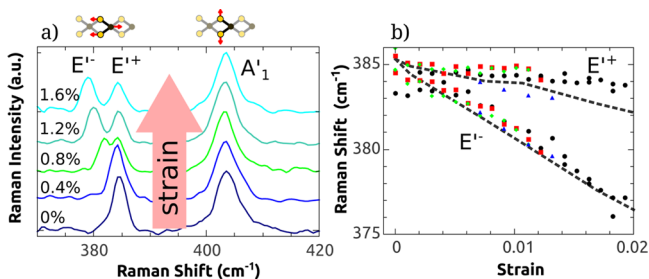 a)
E'- E'+ A'₁
1.6%
1.2%
0.8%
0.4%
0%
strain
Raman Intensity (a.u.)
380 400 420
Raman Shift (cm⁻¹)
b)
E'+
E'-
Raman Shift (cm⁻¹)
385
380
375
0 0.01 0.02
Strain